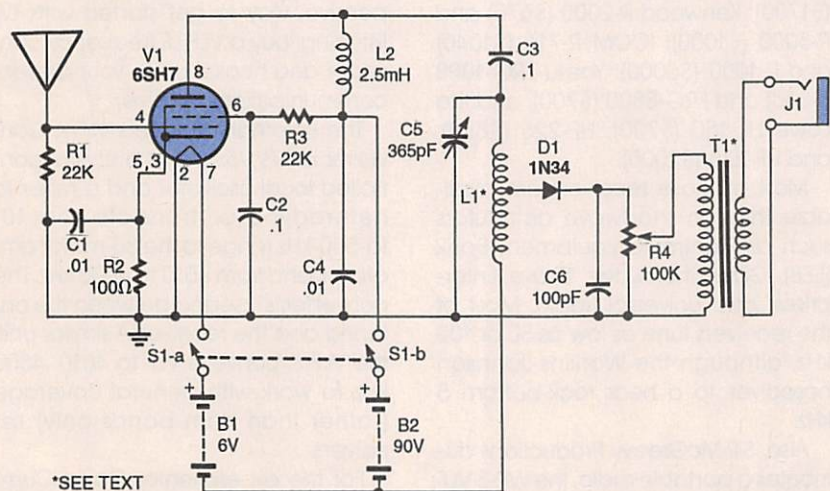 V1
6SH7
8
4
6
5, 3
2
7
R1
22K
C1
.01
R2
100Ω
R3
22K
C2
.1
L2
2.5mH
C4
.01
C3
.1
C5
365pF
L1*
D1
1N34
C6
100pF
R4
100K
T1*
J1
S1-a
S1-b
+
B1
6V
+
B2
90V
*SEE TEXT